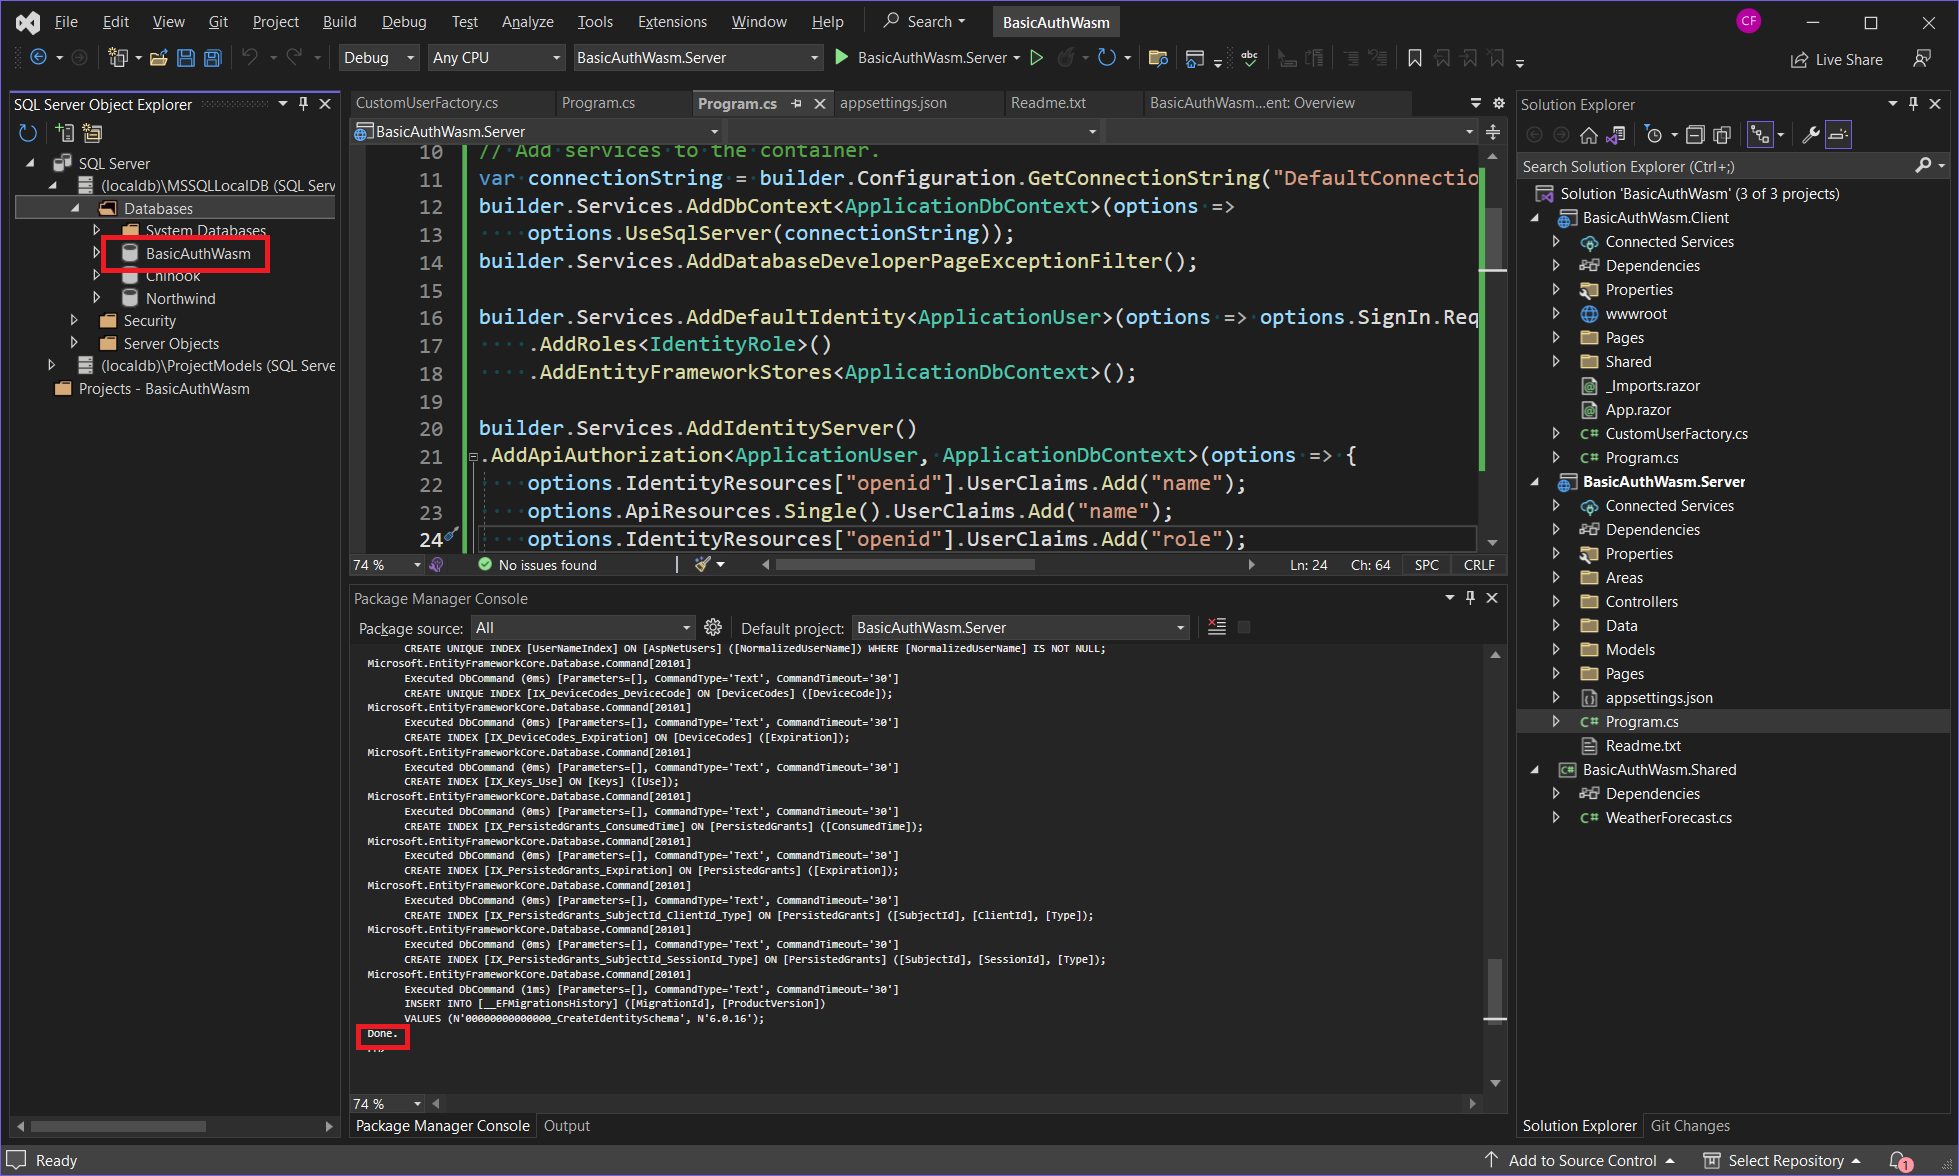 File Edit View Git Project Build Debug Test Analyze Tools Extensions Window Help Search BasicAuthWasm CF
Debug Any CPU BasicAuthWasm.Server BasicAuthWasm.Server abc Live Share
SQL Server Object Explorer
SQL Server
(localdb)\MSSQLLocalDB (SQL Serv
Databases
System Databases
BasicAuthWasm
Chinook
Northwind
Security
Server Objects
(localdb)\ProjectModels (SQL Serve
Projects - BasicAuthWasm
CustomUserFactory.cs Program.cs Program.cs appsettings.json Readme.txt BasicAuthWasm...ent: Overview
BasicAuthWasm.Server
10 // Add services to the container.
11 var connectionString = builder.Configuration.GetConnectionString("DefaultConnectio
12 builder.Services.AddDbContext<ApplicationDbContext>(options =>
13 options.UseSqlServer(connectionString));
14 builder.Services.AddDatabaseDeveloperPageExceptionFilter();
15
16 builder.Services.AddDefaultIdentity<ApplicationUser>(options => options.SignIn.Req
17 .AddRoles<IdentityRole>()
18 .AddEntityFrameworkStores<ApplicationDbContext>();
19
20 builder.Services.AddIdentityServer()
21 .AddApiAuthorization<ApplicationUser, ApplicationDbContext>(options => {
22 options.IdentityResources["openid"].UserClaims.Add("name");
23 options.ApiResources.Single().UserClaims.Add("name");
24 options.IdentityResources["openid"].UserClaims.Add("role");
74 % No issues found Ln: 24 Ch: 64 SPC CRLF
Package Manager Console
Package source: All Default project: BasicAuthWasm.Server
CREATE UNIQUE INDEX [UserNameIndex] ON [AspNetUsers] ([NormalizedUserName]) WHERE [NormalizedUserName] IS NOT NULL;
Microsoft.EntityFrameworkCore.Database.Command[20101]
Executed DbCommand (0ms) [Parameters=[], CommandType='Text', CommandTimeout='30']
CREATE UNIQUE INDEX [IX_DeviceCodes_DeviceCode] ON [DeviceCodes] ([DeviceCode]);
Microsoft.EntityFrameworkCore.Database.Command[20101]
Executed DbCommand (0ms) [Parameters=[], CommandType='Text', CommandTimeout='30']
CREATE INDEX [IX_DeviceCodes_Expiration] ON [DeviceCodes] ([Expiration]);
Microsoft.EntityFrameworkCore.Database.Command[20101]
Executed DbCommand (0ms) [Parameters=[], CommandType='Text', CommandTimeout='30']
CREATE INDEX [IX_Keys_Use] ON [Keys] ([Use]);
Microsoft.EntityFrameworkCore.Database.Command[20101]
Executed DbCommand (0ms) [Parameters=[], CommandType='Text', CommandTimeout='30']
CREATE INDEX [IX_PersistedGrants_ConsumedTime] ON [PersistedGrants] ([ConsumedTime]);
Microsoft.EntityFrameworkCore.Database.Command[20101]
Executed DbCommand (0ms) [Parameters=[], CommandType='Text', CommandTimeout='30']
CREATE INDEX [IX_PersistedGrants_Expiration] ON [PersistedGrants] ([Expiration]);
Microsoft.EntityFrameworkCore.Database.Command[20101]
Executed DbCommand (0ms) [Parameters=[], CommandType='Text', CommandTimeout='30']
CREATE INDEX [IX_PersistedGrants_SubjectId_ClientId_Type] ON [PersistedGrants] ([SubjectId], [ClientId], [Type]);
Microsoft.EntityFrameworkCore.Database.Command[20101]
Executed DbCommand (0ms) [Parameters=[], CommandType='Text', CommandTimeout='30']
CREATE INDEX [IX_PersistedGrants_SubjectId_SessionId_Type] ON [PersistedGrants] ([SubjectId], [SessionId], [Type]);
Microsoft.EntityFrameworkCore.Database.Command[20101]
Executed DbCommand (1ms) [Parameters=[], CommandType='Text', CommandTimeout='30']
INSERT INTO [__EFMigrationsHistory] ([MigrationId], [ProductVersion])
VALUES (N'00000000000000_CreateIdentitySchema', N'6.0.16');
Done.
74 %
Package Manager Console Output
Solution Explorer
Search Solution Explorer (Ctrl+;)
Solution 'BasicAuthWasm' (3 of 3 projects)
BasicAuthWasm.Client
Connected Services
Dependencies
Properties
wwwroot
Pages
Shared
_Imports.razor
App.razor
C# CustomUserFactory.cs
C# Program.cs
BasicAuthWasm.Server
Connected Services
Dependencies
Properties
Areas
Controllers
Data
Models
Pages
appsettings.json
C# Program.cs
Readme.txt
C# BasicAuthWasm.Shared
Dependencies
C# WeatherForecast.cs
Solution Explorer Git Changes
Ready Add to Source Control Select Repository 1